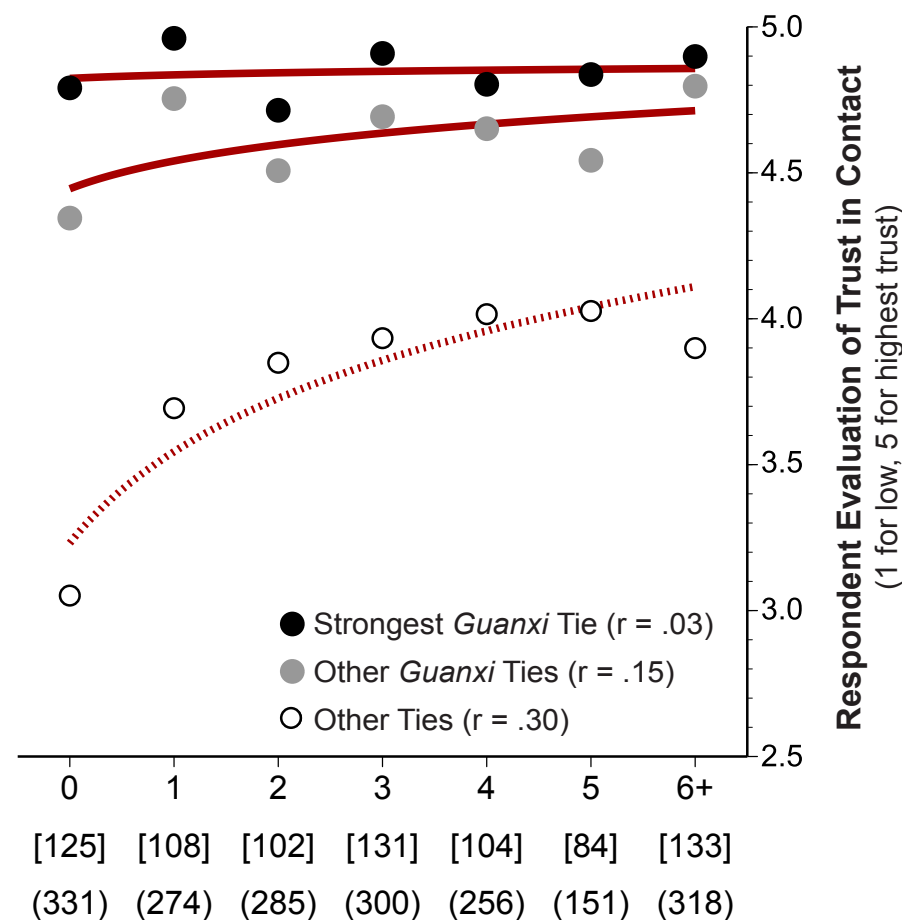 5.0
4.5
4.0
3.5
3.0
2.5
Respondent Evaluation of Trust in Contact
(1 for low, 5 for highest trust)
Strongest Guanxi Tie (r = .03)
Other Guanxi Ties (r = .15)
Other Ties (r = .30)
0 1 2 3 4 5 6+
[125] [108] [102] [131] [104] [84] [133]
(331) (274) (285) (300) (256) (151) (318)